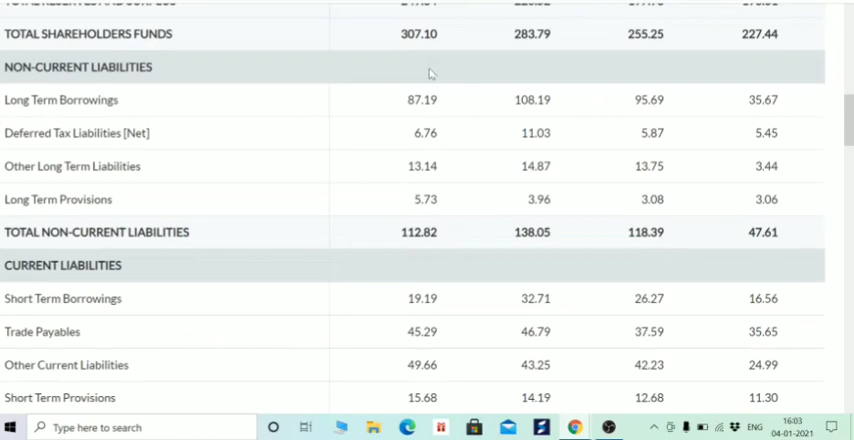 TOTAL SHAREHOLDERS FUNDS 307.10 283.79 255.25 227.44
NON-CURRENT LIABILITIES
Long Term Borrowings 87.19 108.19 95.69 35.67
Deferred Tax Liabilities [Net] 6.76 11.03 5.87 5.45
Other Long Term Liabilities 13.14 14.87 13.75 3.44
Long Term Provisions 5.73 3.96 3.08 3.06
TOTAL NON-CURRENT LIABILITIES 112.82 138.05 118.39 47.61
CURRENT LIABILITIES
Short Term Borrowings 19.19 32.71 26.27 16.56
Trade Payables 45.29 46.79 37.59 35.65
Other Current Liabilities 49.66 43.25 42.23 24.99
Short Term Provisions 15.68 14.19 12.68 11.30
Type here to search
ENG
16:03
04-01-2021